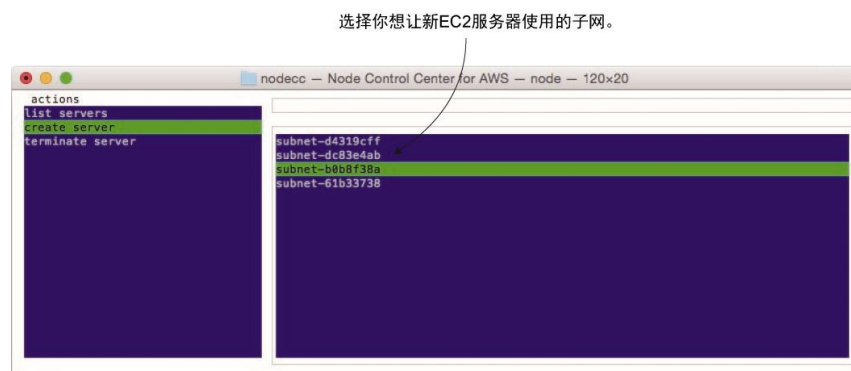 选择你想让新EC2服务器使用的子网。
nodecc — Node Control Center for AWS — node — 120×20
actions
list servers
create server
terminate server
subnet-d4319cff
subnet-dc83e4ab
subnet-b0b8f38a
subnet-61b33738